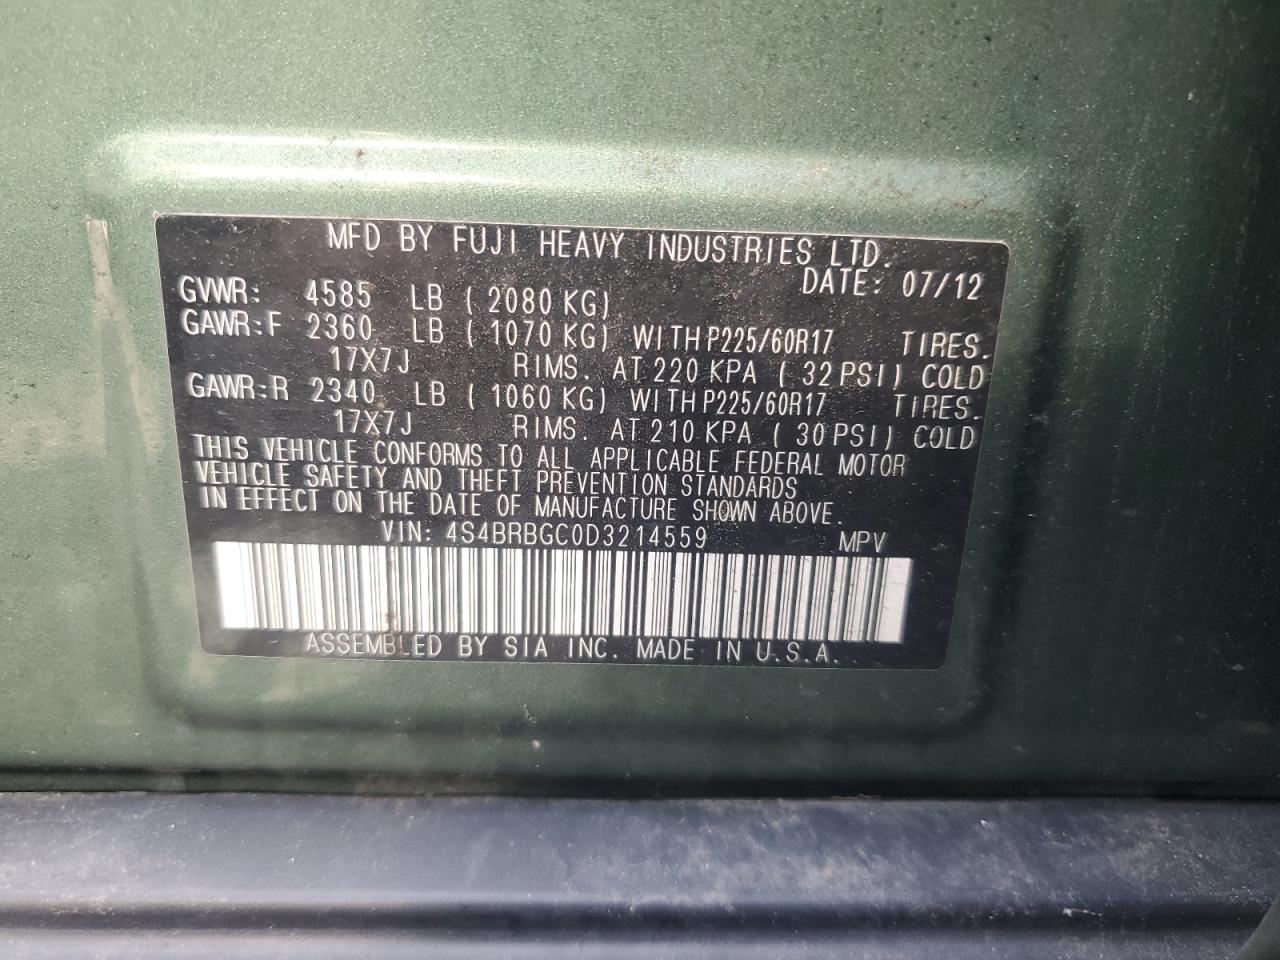 MFD BY FUJI HEAVY INDUSTRIES LTD.
DATE: 07/12
GVWR: 4585 LB ( 2080 KG)
GAWR:F 2360 LB ( 1070 KG) WITH P225/60R17 TIRES.
17X7J RIMS. AT 220 KPA ( 32 PSI) COLD
GAWR:R 2340 LB ( 1060 KG) WITH P225/60R17 TIRES.
17X7J RIMS. AT 210 KPA ( 30 PSI) COLD
THIS VEHICLE CONFORMS TO ALL APPLICABLE FEDERAL MOTOR
VEHICLE SAFETY AND THEFT PREVENTION STANDARDS
IN EFFECT ON THE DATE OF MANUFACTURE SHOWN ABOVE.
VIN: 4S4BRBGC0D3214559 MPV
ASSEMBLED BY SIA INC. MADE IN U.S.A.